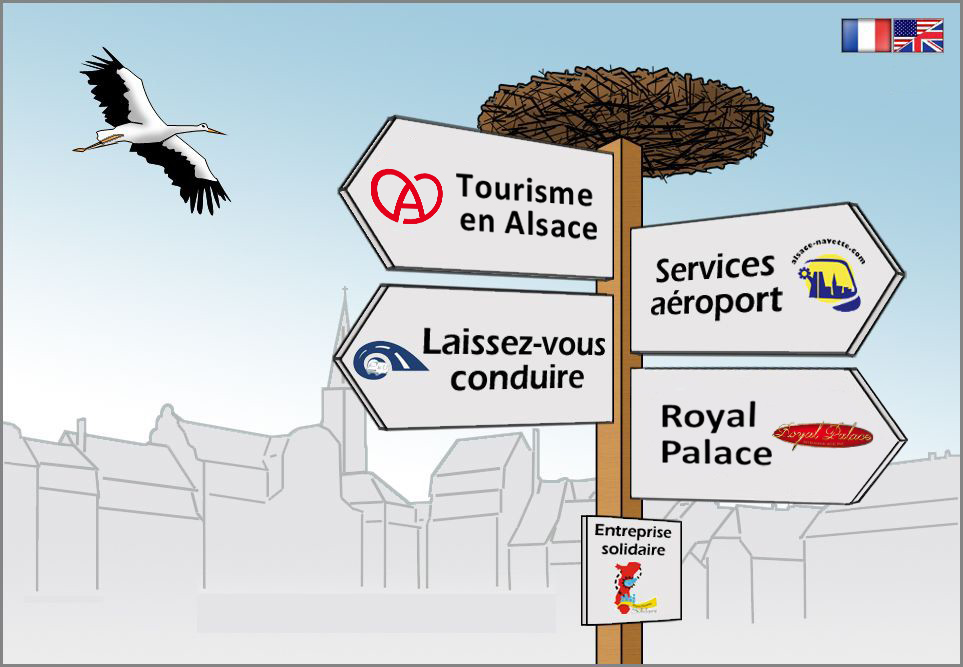 Tourisme
en Alsace
Services
aéroport
alsace-navette.com
Laissez-vous
conduire
Royal
Palace
Royal Palace
Entreprise
solidaire